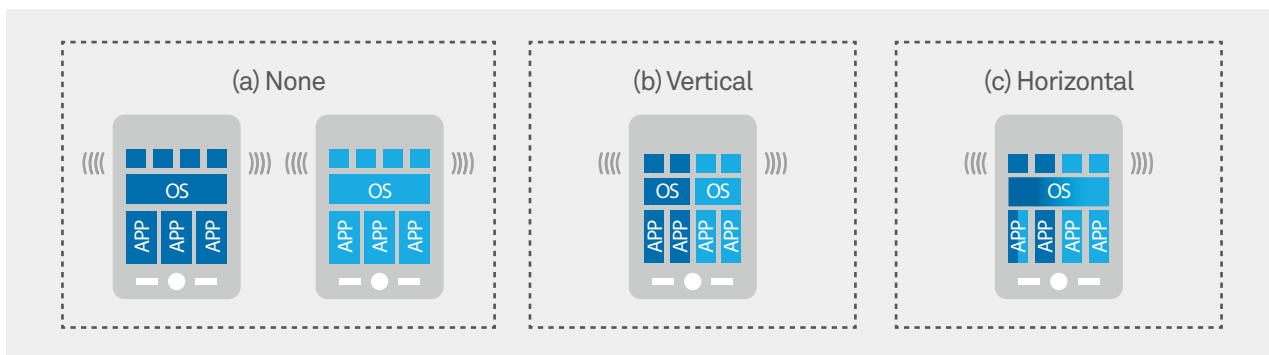 (a) None
OS
APP APP APP
OS
APP APP APP
(b) Vertical
OS OS
APP APP APP APP
(c) Horizontal
OS
APP APP APP APP